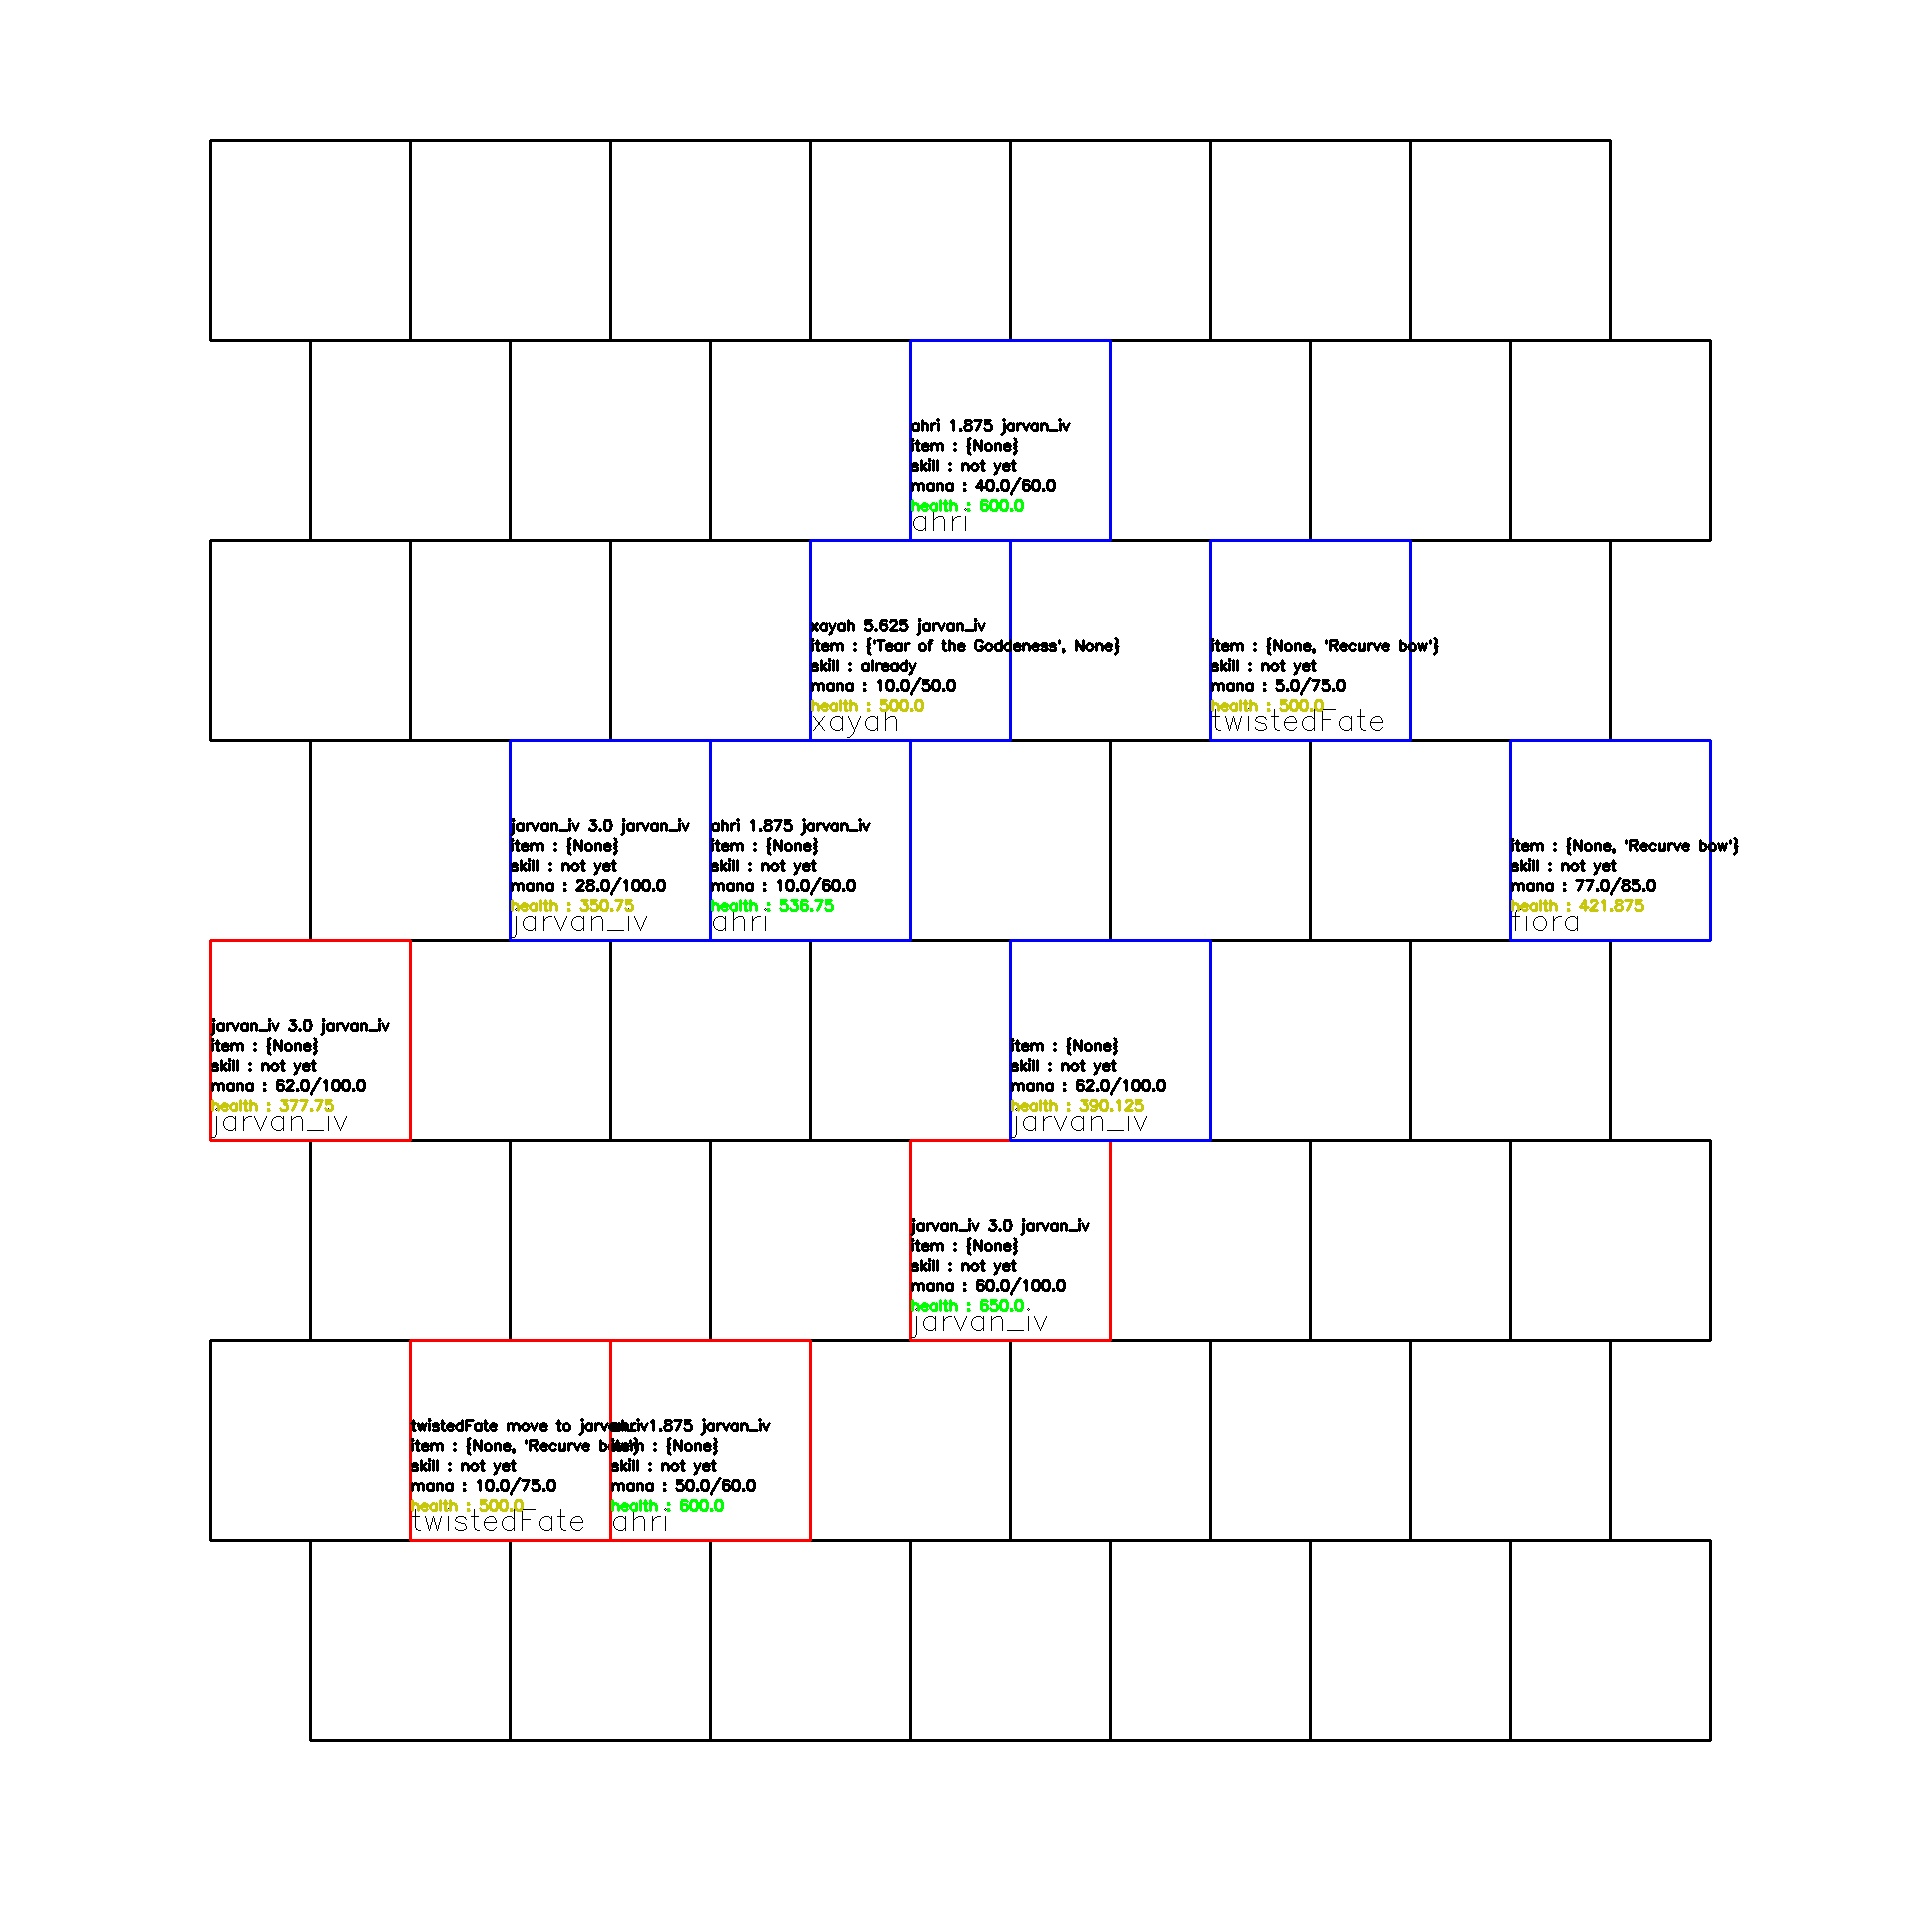 ahri 1.875 jarvan_iv
item : {None}
skill : not yet
mana : 40.0/60.0
health : 600.0
ahri
xayah 5.625 jarvan_iv
item : {'Tear of the Goddeness', None}
skill : already
mana : 10.0/50.0
health : 500.0
xayah
item : {None, 'Recurve bow'}
skill : not yet
mana : 5.0/75.0
health : 500.0
twistedFate
jarvan_iv 3.0 jarvan_iv
item : {None}
skill : not yet
mana : 28.0/100.0
health : 350.75
jarvan_iv
ahri 1.875 jarvan_iv
item : {None}
skill : not yet
mana : 10.0/60.0
health : 536.75
ahri
item : {None, 'Recurve bow'}
skill : not yet
mana : 77.0/85.0
health : 421.875
fiora
jarvan_iv 3.0 jarvan_iv
item : {None}
skill : not yet
mana : 62.0/100.0
health : 377.75
jarvan_iv
item : {None}
skill : not yet
mana : 62.0/100.0
health : 390.125
jarvan_iv
jarvan_iv 3.0 jarvan_iv
item : {None}
skill : not yet
mana : 60.0/100.0
health : 650.0
jarvan_iv
twistedFate move to jarvan_iv
item : {None, 'Recurve bow'}
skill : not yet
mana : 10.0/75.0
health : 500.0
twistedFate
ahri 1.875 jarvan_iv
item : {None}
skill : not yet
mana : 50.0/60.0
health : 600.0
ahri